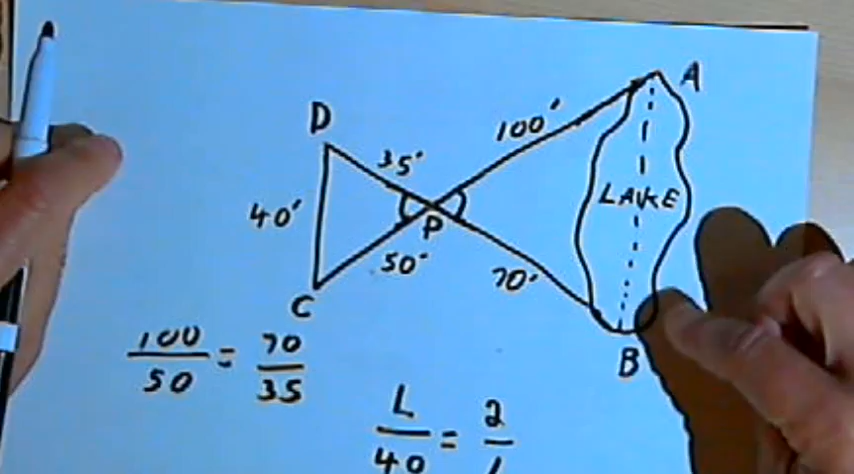 A
D
100'
35'
LAKE
40'
P
50'
70'
C
B
100/50 = 70/35
L/40 = 2/